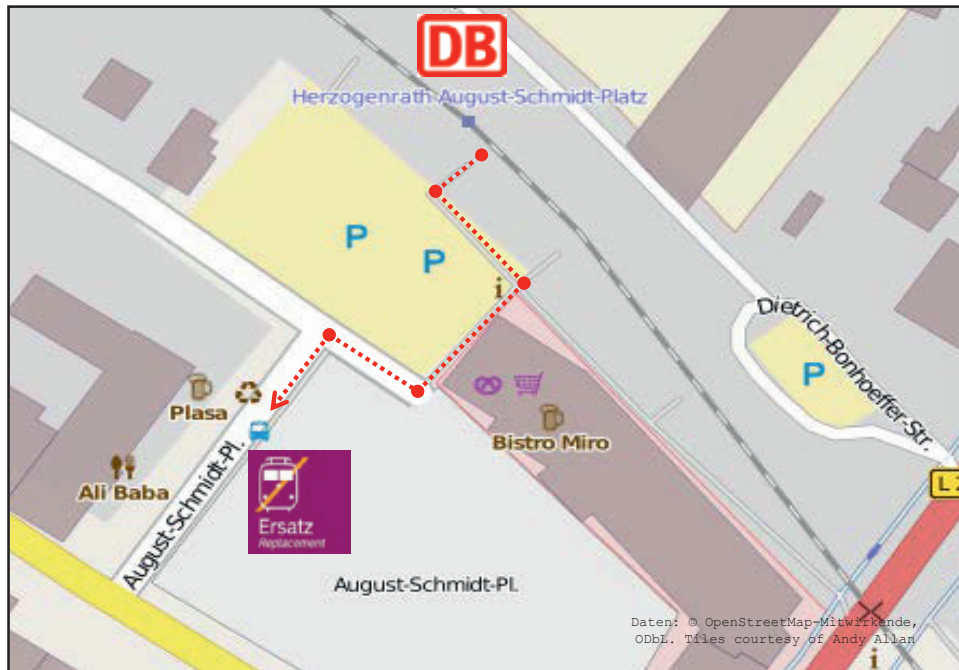 DB
Herzogenrath August-Schmidt-Platz
P
P
i
Dietrich-Bonhoeffer-Str.
P
Plasa
Bistro Miro
Ali Baba
August-Schmidt-Pl.
L 2
Ersatz
Replacement
August-Schmidt-Pl.
Daten: © OpenStreetMap-Mitwirkende,
ODbL. Tiles courtesy of Andy Allan
i